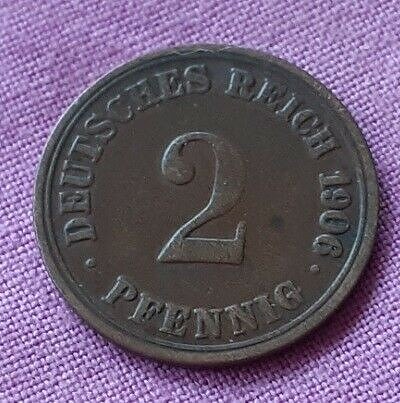 DEUTSCHES REICH 1906
2
PFENNIG